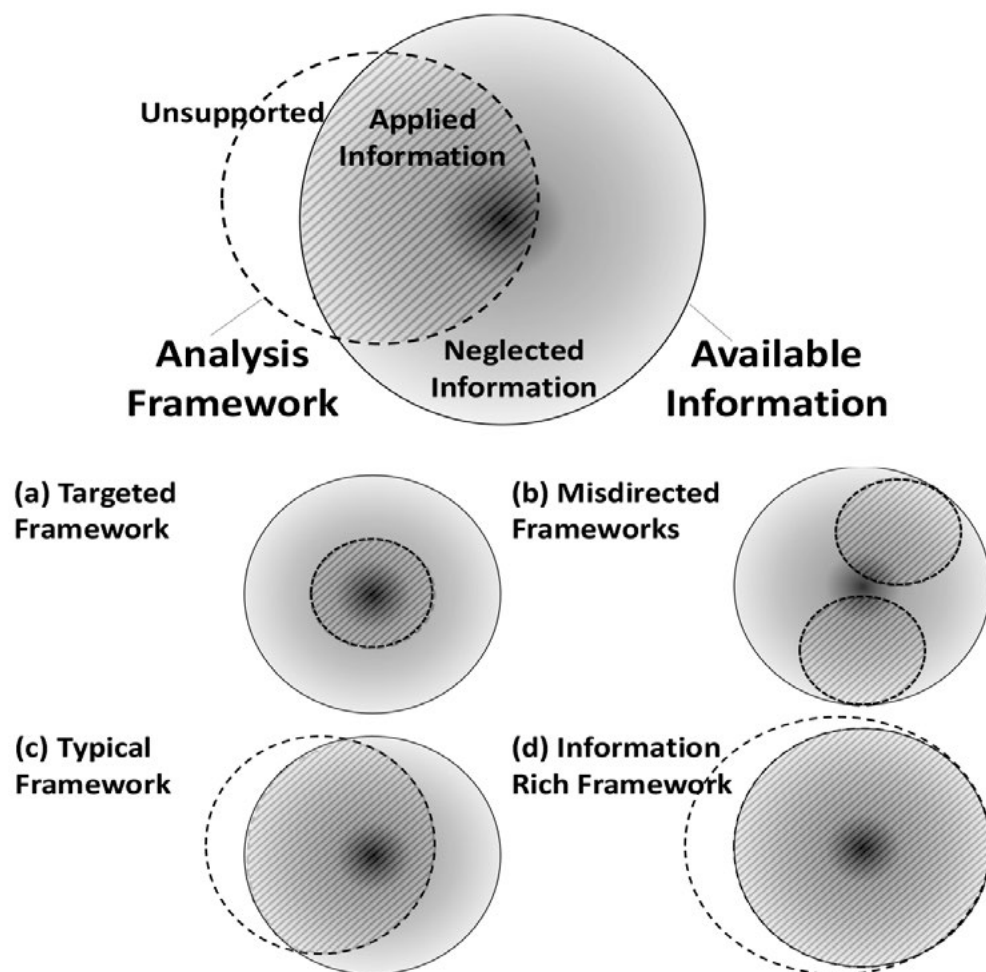 Unsupported
Applied
Information
Analysis
Framework
Neglected
Information
Available
Information
(a) Targeted
Framework
(b) Misdirected
Frameworks
(c) Typical
Framework
(d) Information
Rich Framework